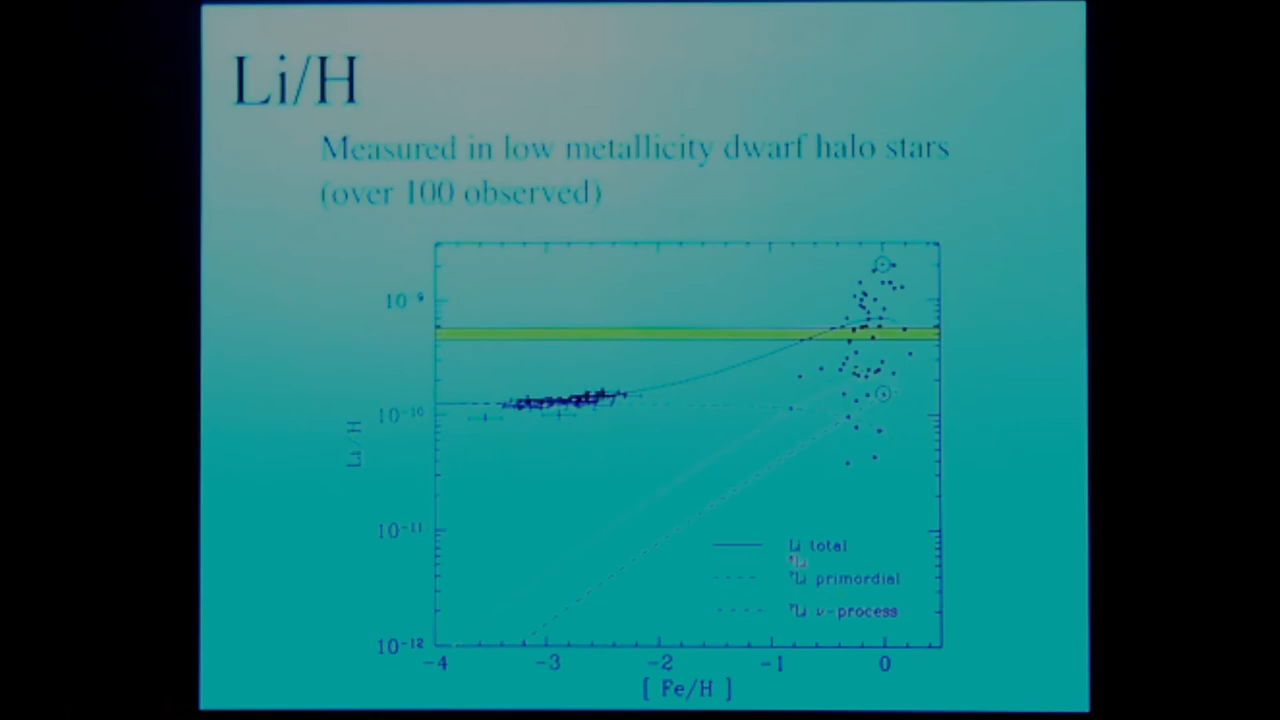 Li/H
Measured in low metallicity dwarf halo stars
(over 100 observed)
10⁻⁹
10⁻¹⁰
10⁻¹¹
10⁻¹²
Li/H
-4 -3 -2 -1 0
[ Fe/H ]
Li total
⁶Li
⁷Li primordial
⁷Li ν-process